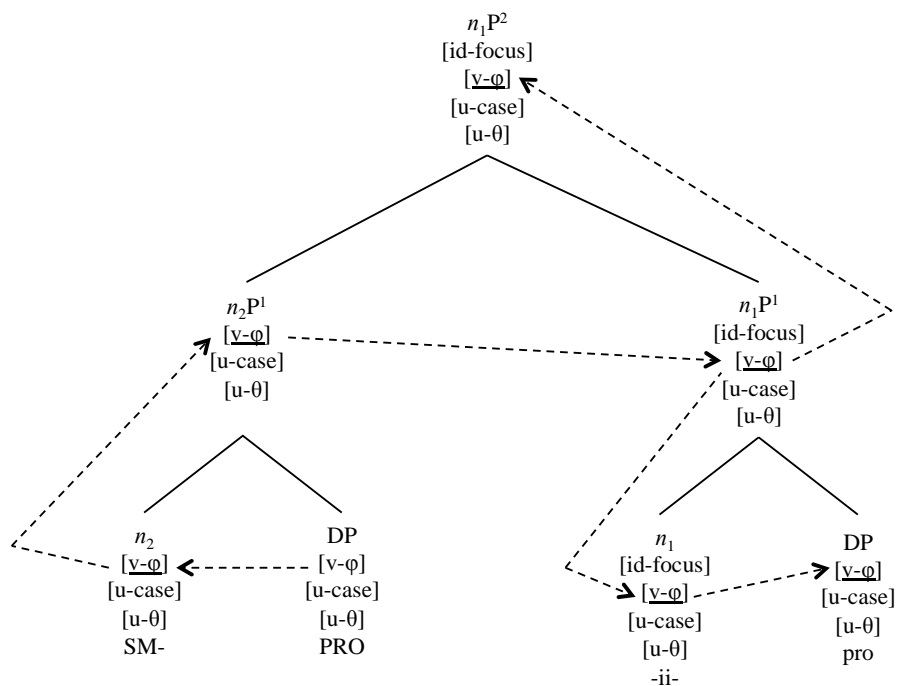 n₁P²
[id-focus]
[v-φ]
[u-case]
[u-θ]
n₂P¹
[v-φ]
[u-case]
[u-θ]
n₁P¹
[id-focus]
[v-φ]
[u-case]
[u-θ]
n₂
[v-φ]
[u-case]
[u-θ]
SM-
DP
[v-φ]
[u-case]
[u-θ]
PRO
n₁
[id-focus]
[v-φ]
[u-case]
[u-θ]
-ii-
DP
[v-φ]
[u-case]
[u-θ]
pro